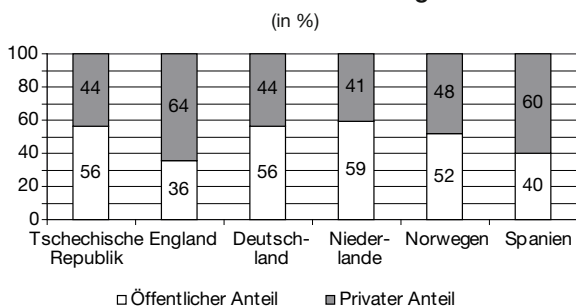 (in %)
100
80
60
40
20
0
44 64 44 41 48 60
56 36 56 59 52 40
Tschechische England Deutsch- Nieder- Norwegen Spanien
Republik land lande
Öffentlicher Anteil Privater Anteil